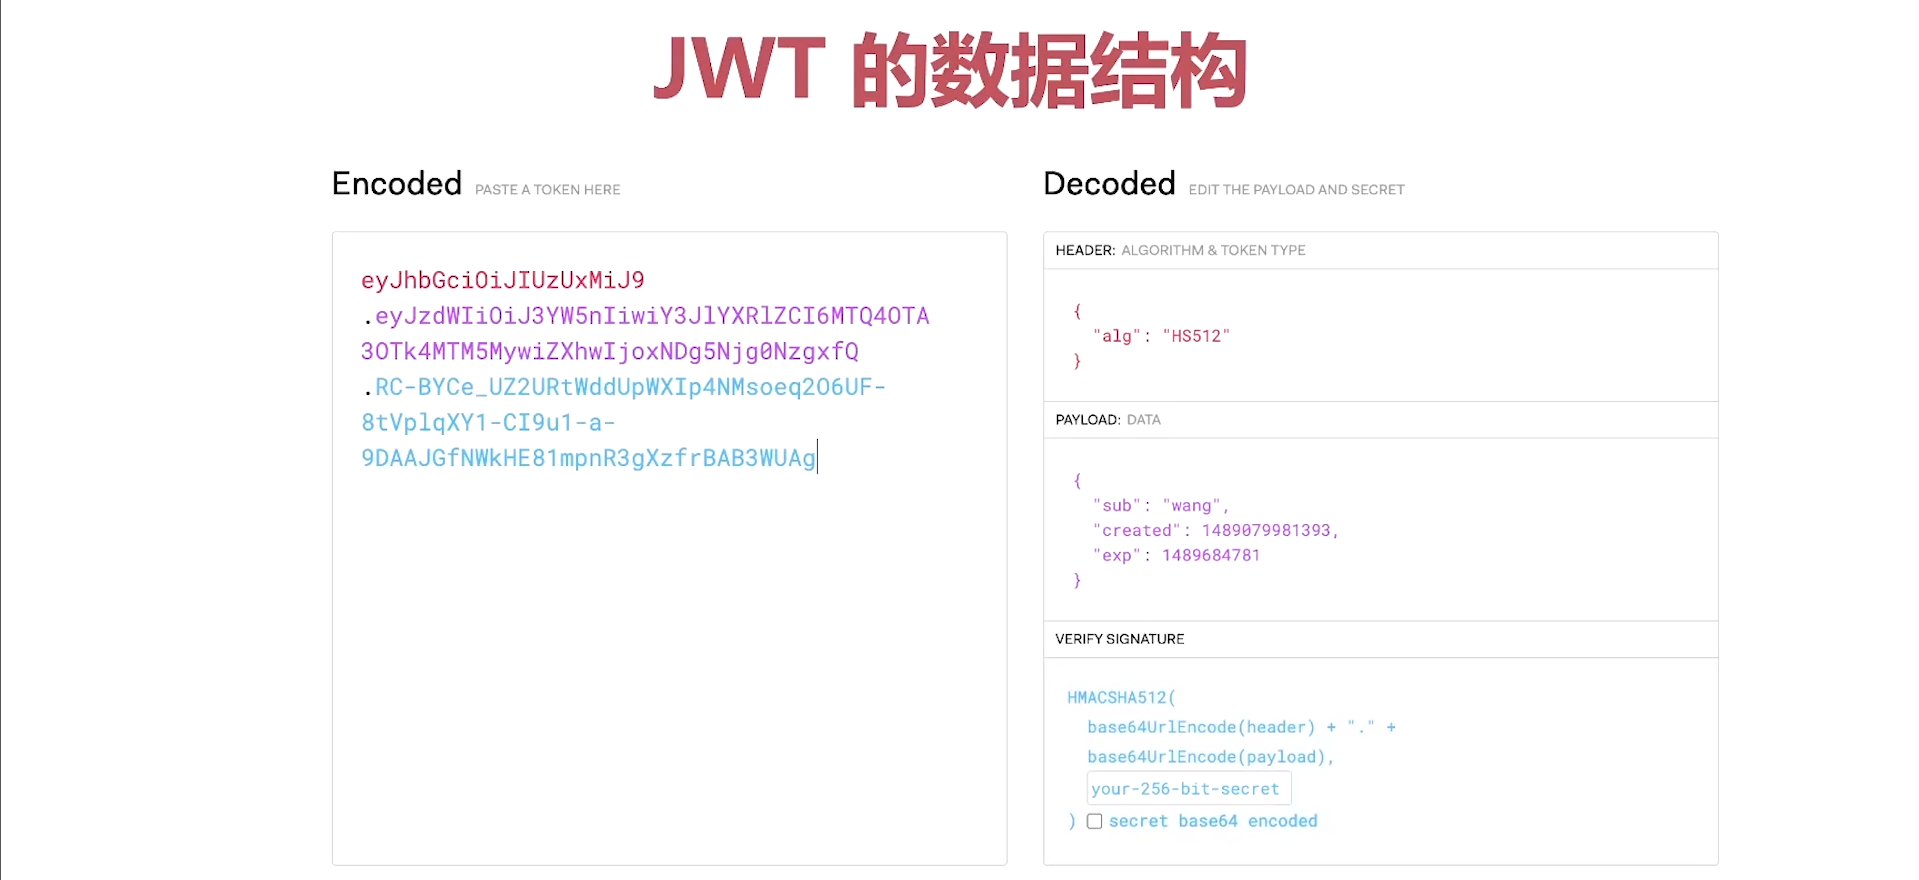 JWT 的数据结构
Encoded PASTE A TOKEN HERE
eyJhbGciOiJIUzUxMiJ9
.eyJzdWIiOiJ3YW5nIiwiY3JlYXRlZCI6MTQ4OTA
3OTk4MTM5MywiZXhwIjoxNDg5Njg0NzgxfQ
.RC-BYCe_UZ2URtWddUpWXIp4NMsoeq2O6UF-
8tVplqXY1-CI9u1-a-
9DAAJGfNWkHE81mpnR3gXzfrBAB3WUAg
Decoded EDIT THE PAYLOAD AND SECRET
HEADER: ALGORITHM & TOKEN TYPE
{
"alg": "HS512"
}
PAYLOAD: DATA
{
"sub": "wang",
"created": 1489079981393,
"exp": 1489684781
}
VERIFY SIGNATURE
HMACSHA512(
base64UrlEncode(header) + "." +
base64UrlEncode(payload),
your-256-bit-secret
) secret base64 encoded